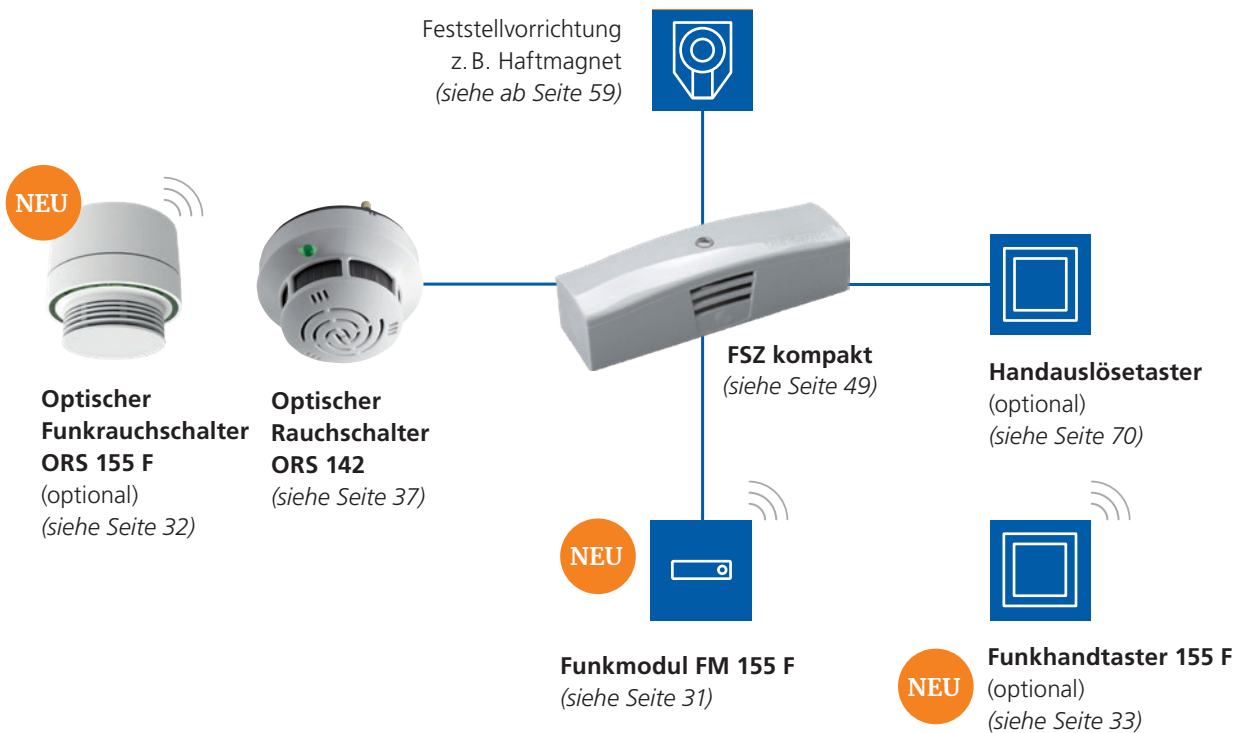 Feststellvorrichtung
z. B. Haftmagnet
(siehe ab Seite 59)
NEU
Optischer
Funkrauchschalter
ORS 155 F
(optional)
(siehe Seite 32)
Optischer
Rauchschalter
ORS 142
(siehe Seite 37)
FSZ kompakt
(siehe Seite 49)
Handauslösetaster
(optional)
(siehe Seite 70)
NEU
Funkmodul FM 155 F
(siehe Seite 31)
NEU
Funkhandtaster 155 F
(optional)
(siehe Seite 33)